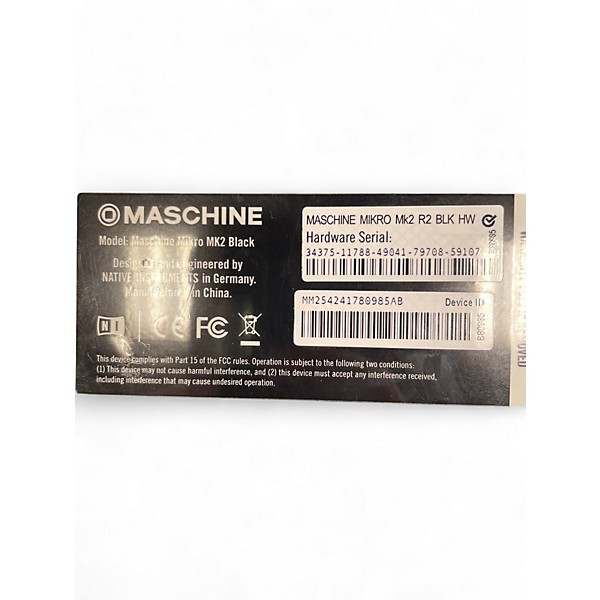 MASCHINE
Model: Maschine Mikro MK2 Black
Designed and engineered by
NATIVE INSTRUMENTS in Germany.
Manufactured in China.
NI CE FC
This device complies with Part 15 of the FCC rules. Operation is subject to the following two conditions:
(1) This device may not cause harmful interference, and (2) this device must accept any interference received,
including interference that may cause undesired operation.
MASCHINE MIKRO Mk2 R2 BLK HW
Hardware Serial:
34375-11788-49041-79708-59107
MM254241780985AB Device ID